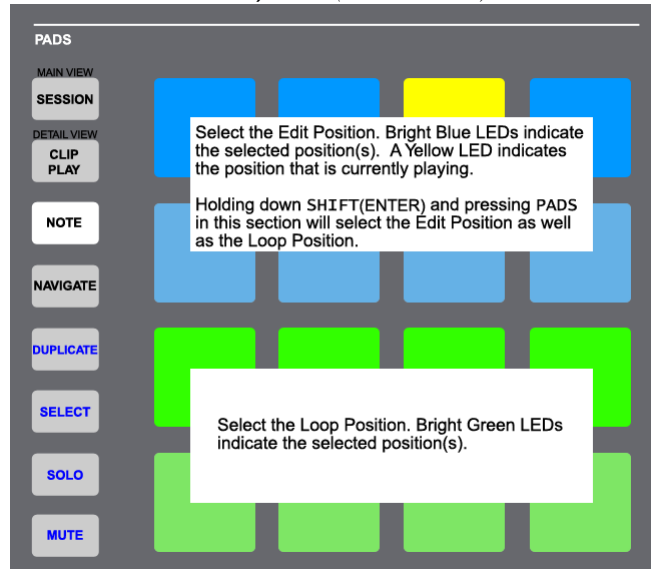 PADS
MAIN VIEW
SESSION
DETAIL VIEW
CLIP
PLAY
NOTE
NAVIGATE
DUPLICATE
SELECT
SOLO
MUTE
Select the Edit Position. Bright Blue LEDs indicate
the selected position(s).  A Yellow LED indicates
the position that is currently playing.
Holding down SHIFT(ENTER) and pressing PADS
in this section will select the Edit Position as well
as the Loop Position.
Select the Loop Position. Bright Green LEDs
indicate the selected position(s).